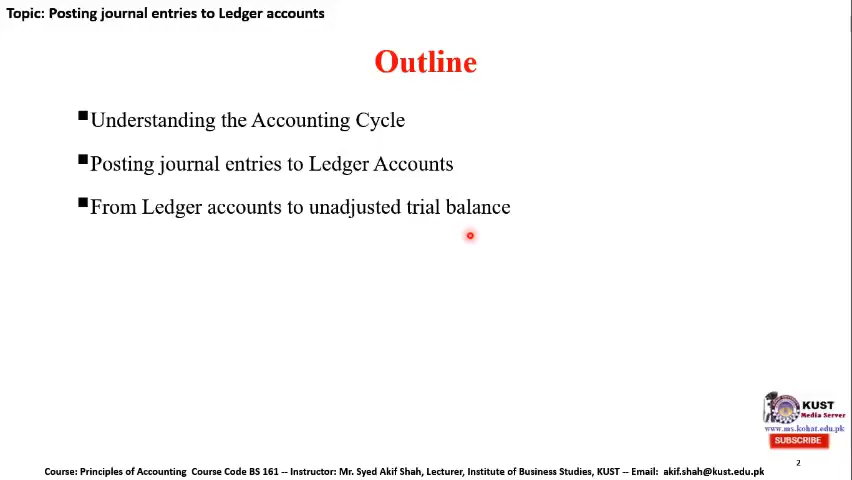 Topic: Posting journal entries to Ledger accounts
Outline
Understanding the Accounting Cycle
Posting journal entries to Ledger Accounts
From Ledger accounts to unadjusted trial balance
KUST
Media Server
www.ms.kohat.edu.pk
SUBSCRIBE
2
Course: Principles of Accounting Course Code BS 161 -- Instructor: Mr. Syed Akif Shah, Lecturer, Institute of Business Studies, KUST -- Email: akif.shah@kust.edu.pk